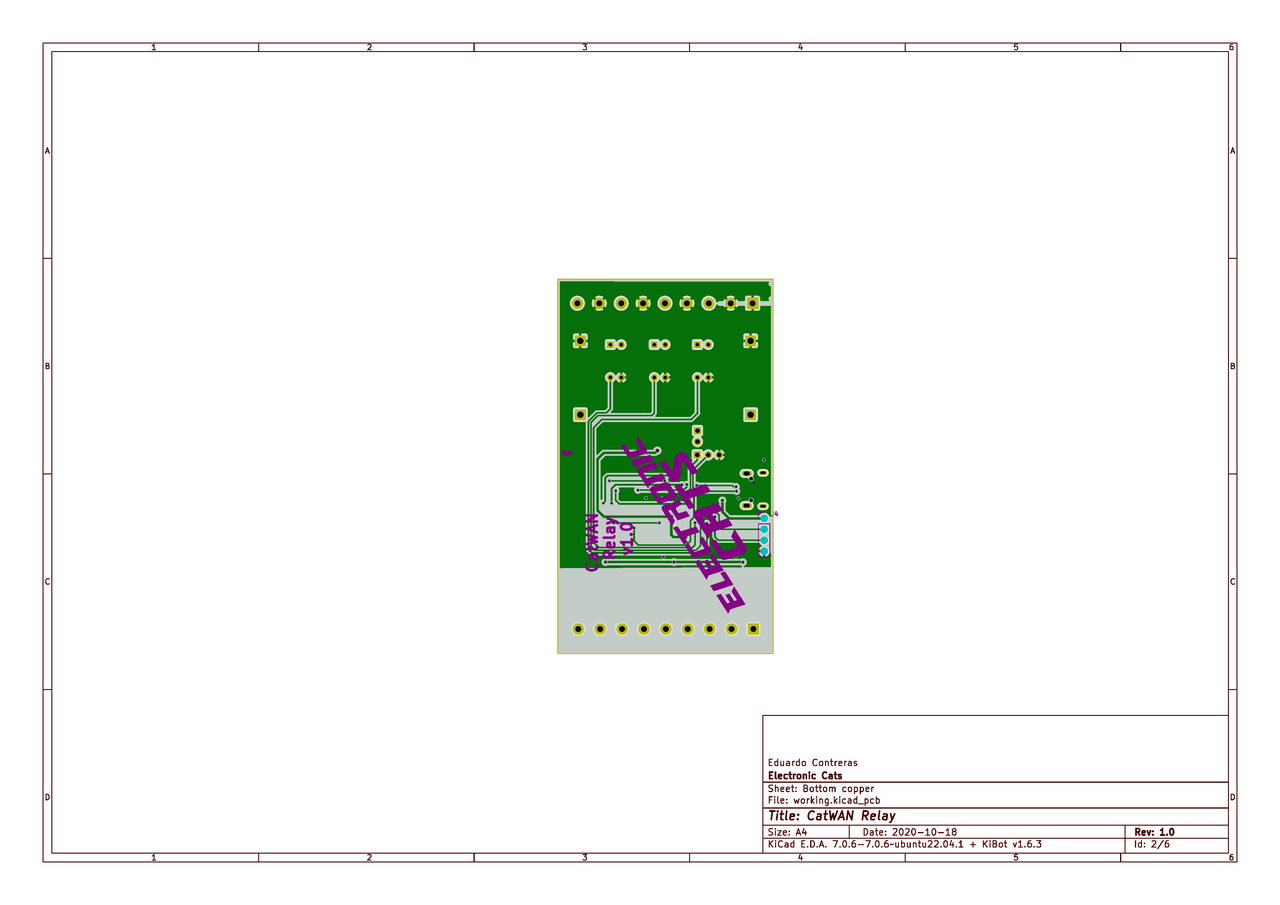 1 2 3 4 5 6
A A
B B
ELECTRONIC
CATS
4
CatWAN
Relay
v1.0
C C
Eduardo Contreras
Electronic Cats
Sheet: Bottom copper
File: working.kicad_pcb
D D
Title: CatWAN Relay
Size: A4 Date: 2020-10-18 Rev: 1.0
KiCad E.D.A. 7.0.6-7.0.6~ubuntu22.04.1 + KiBot v1.6.3 Id: 2/6
1 2 3 4 5 6